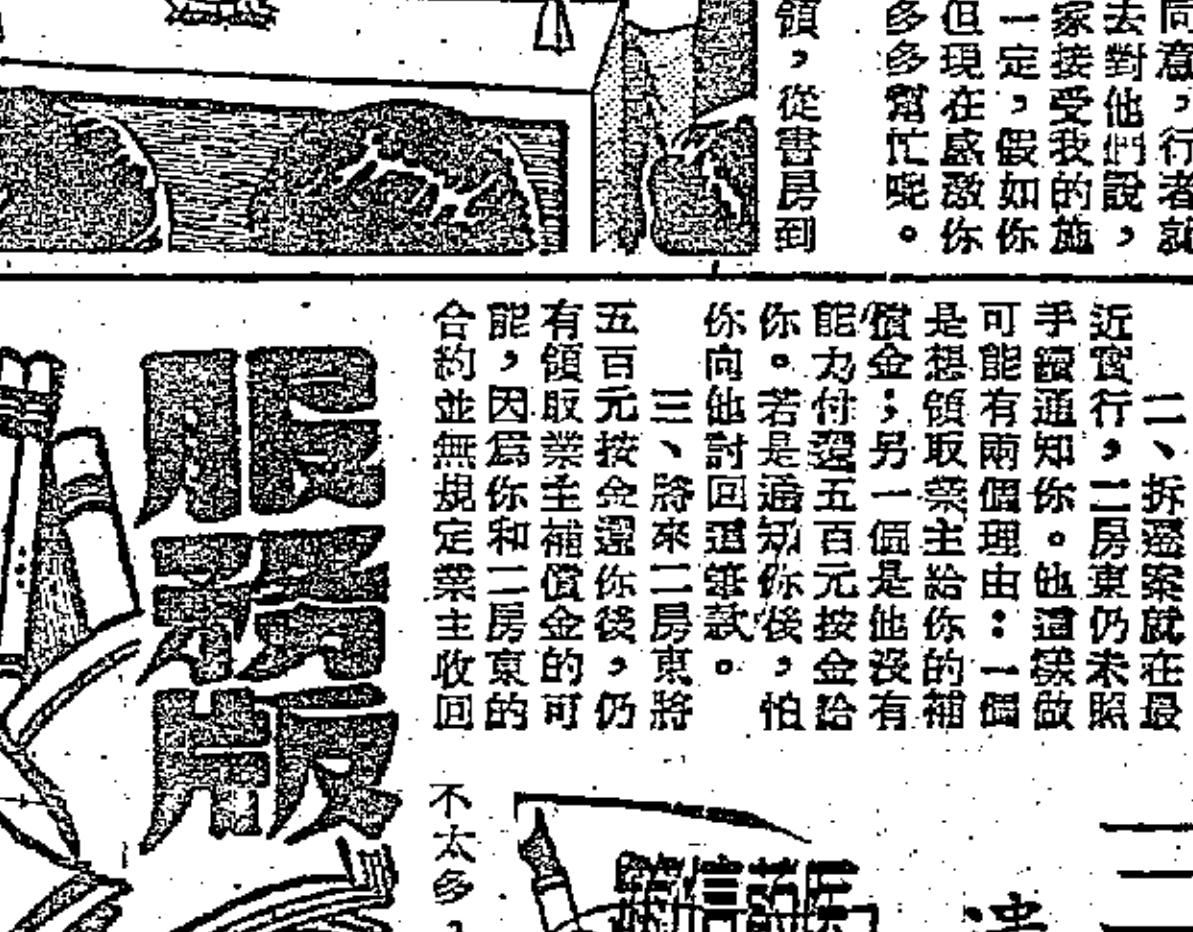 同意，行者就
去對他們說，
家接受我的施
一定，假如你
但現在感激你
多多幫忙呢。
領，從書房到
二、拆遷案就在最
近實行，二房東仍未照
手續通知你。他這樣做
可能有兩個理由：一個
是想領取業主給你的補
償金；另一個是他沒有
能力付還五百元按金給
你。若是通知你後，怕
你向他討回這筆款。
三、將來二房東將
五百元按金還你後，仍
有領取業主補償金的可
能，因為你和二房東的
合約並無規定業主收回
服務版
不太多，